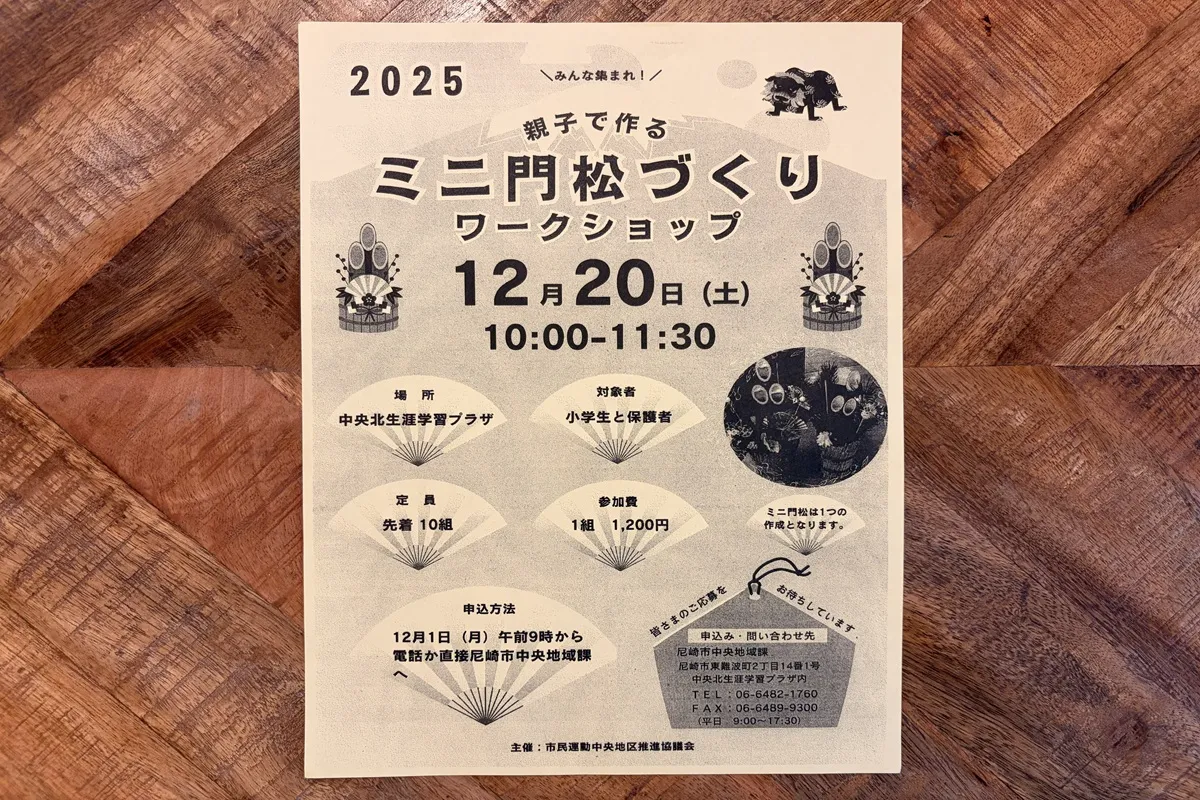 2025
＼みんな集まれ！／
親子で作る
ミニ門松づくり
ワークショップ
12月20日（土）
10:00-11:30
場　所
中央北生涯学習プラザ
対象者
小学生と保護者
定　員
先着 10組
参加費
1組　1,200円
ミニ門松は1つの
作成となります。
申込方法
12月1日（月）午前9時から
電話か直接尼崎市中央地域課
へ
皆さまのご応募を
お待ちしています
申込み・問い合わせ先
尼崎市中央地域課
尼崎市東難波町2丁目14番1号
中央北生涯学習プラザ内
ＴＥＬ：06-6482-1760
ＦＡＸ：06-6489-9300
（平日 9:00～17:30）
主催：市民運動中央地区推進協議会